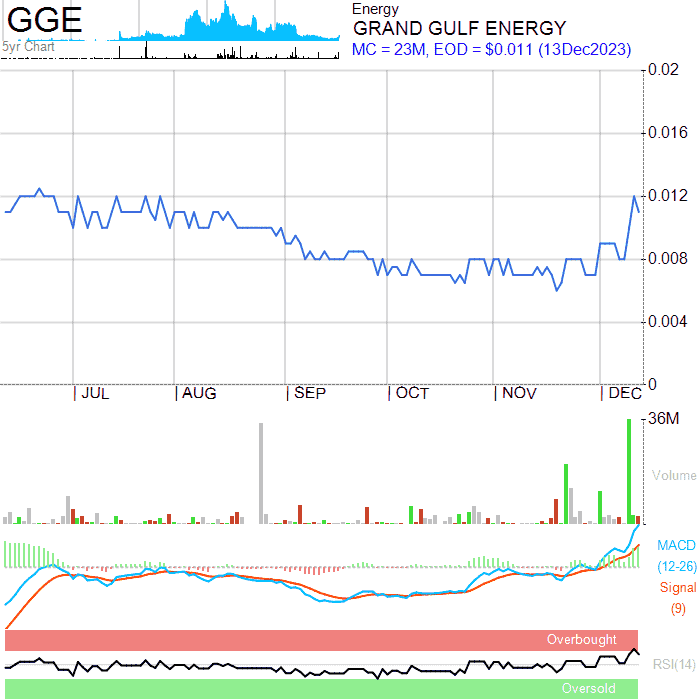 GGE
5yr Chart
Energy
GRAND GULF ENERGY
MC = 23M, EOD = $0.011 (13Dec2023)
0.02
0.016
0.012
0.008
0.004
0
JUL AUG SEP OCT NOV DEC
36M
Volume
MACD
(12-26)
Signal
(9)
Overbought
RSI(14)
Oversold